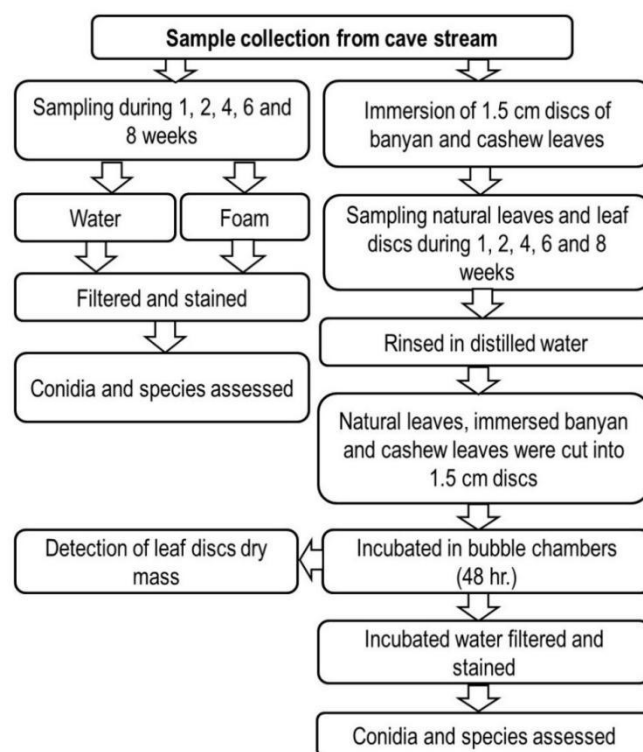 Sample collection from cave stream
Sampling during 1, 2, 4, 6 and
8 weeks
Water
Foam
Filtered and stained
Conidia and species assessed
Immersion of 1.5 cm discs of
banyan and cashew leaves
Sampling natural leaves and leaf
discs during 1, 2, 4, 6 and 8
weeks
Rinsed in distilled water
Natural leaves, immersed banyan
and cashew leaves were cut into
1.5 cm discs
Detection of leaf discs dry
mass
Incubated in bubble chambers
(48 hr.)
Incubated water filtered and
stained
Conidia and species assessed